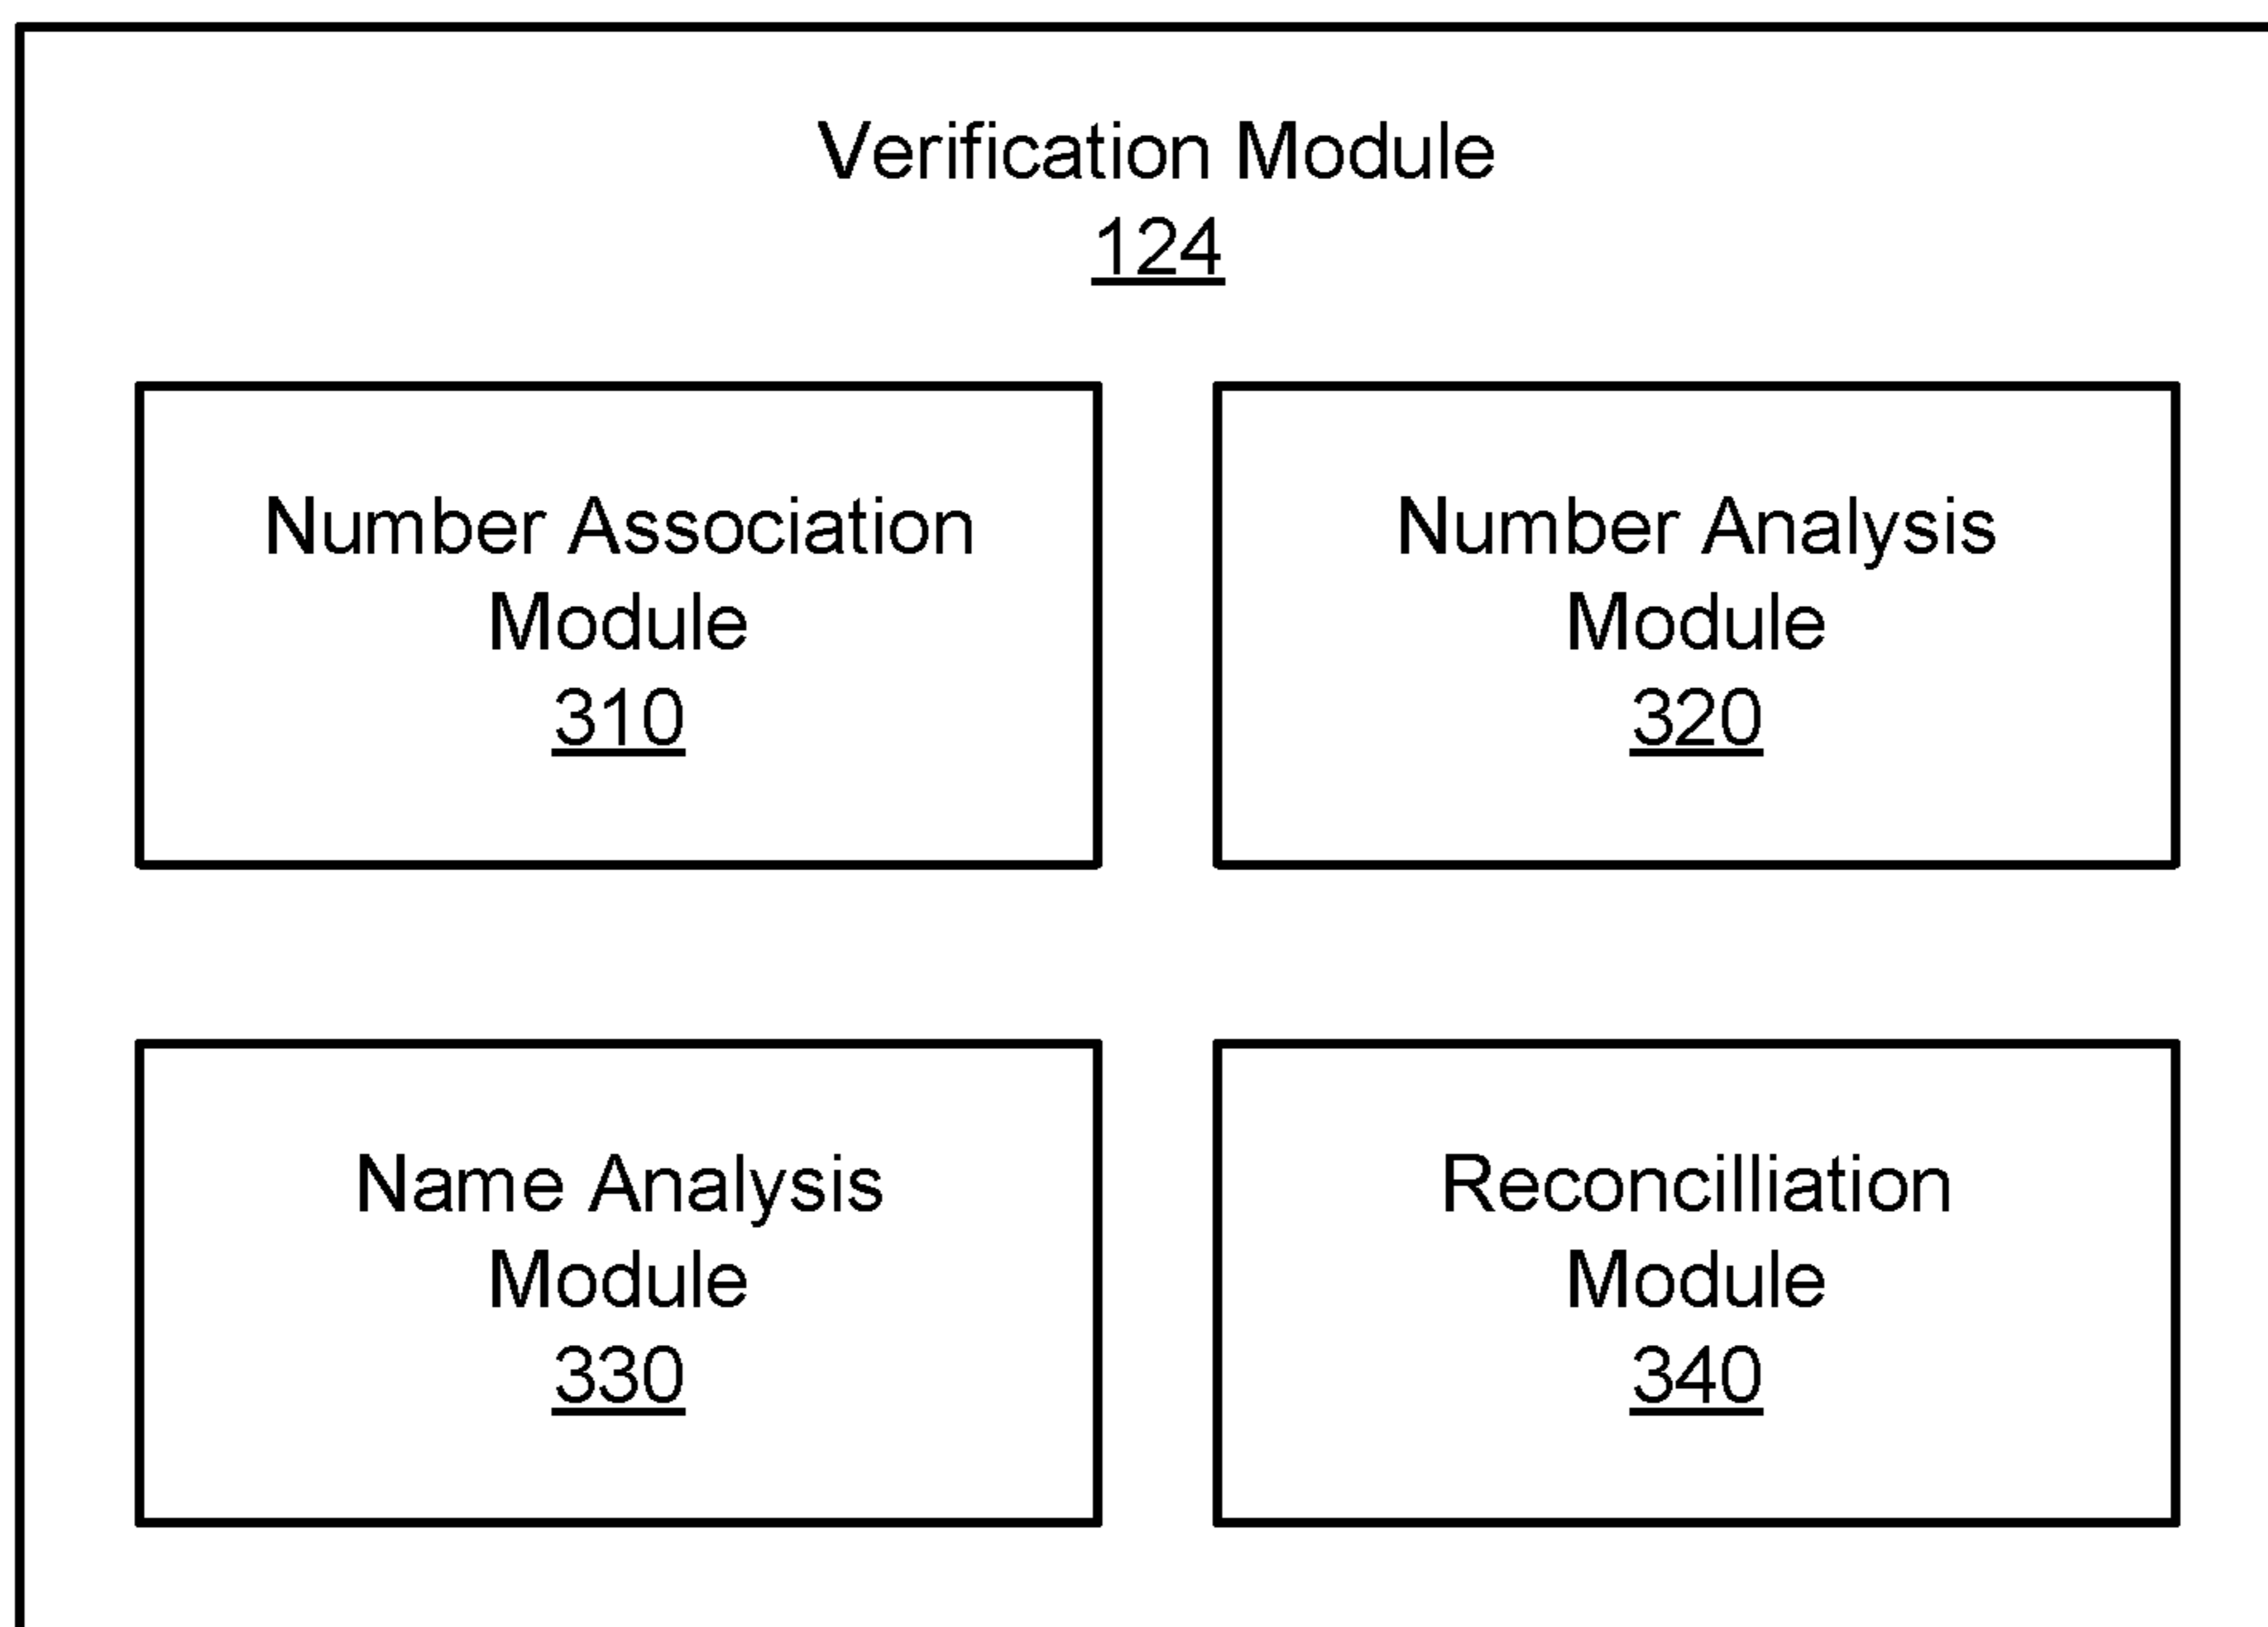 Verification Module
124
Number Association
Module
310
Number Analysis
Module
320
Name Analysis
Module
330
Reconcilliation
Module
340